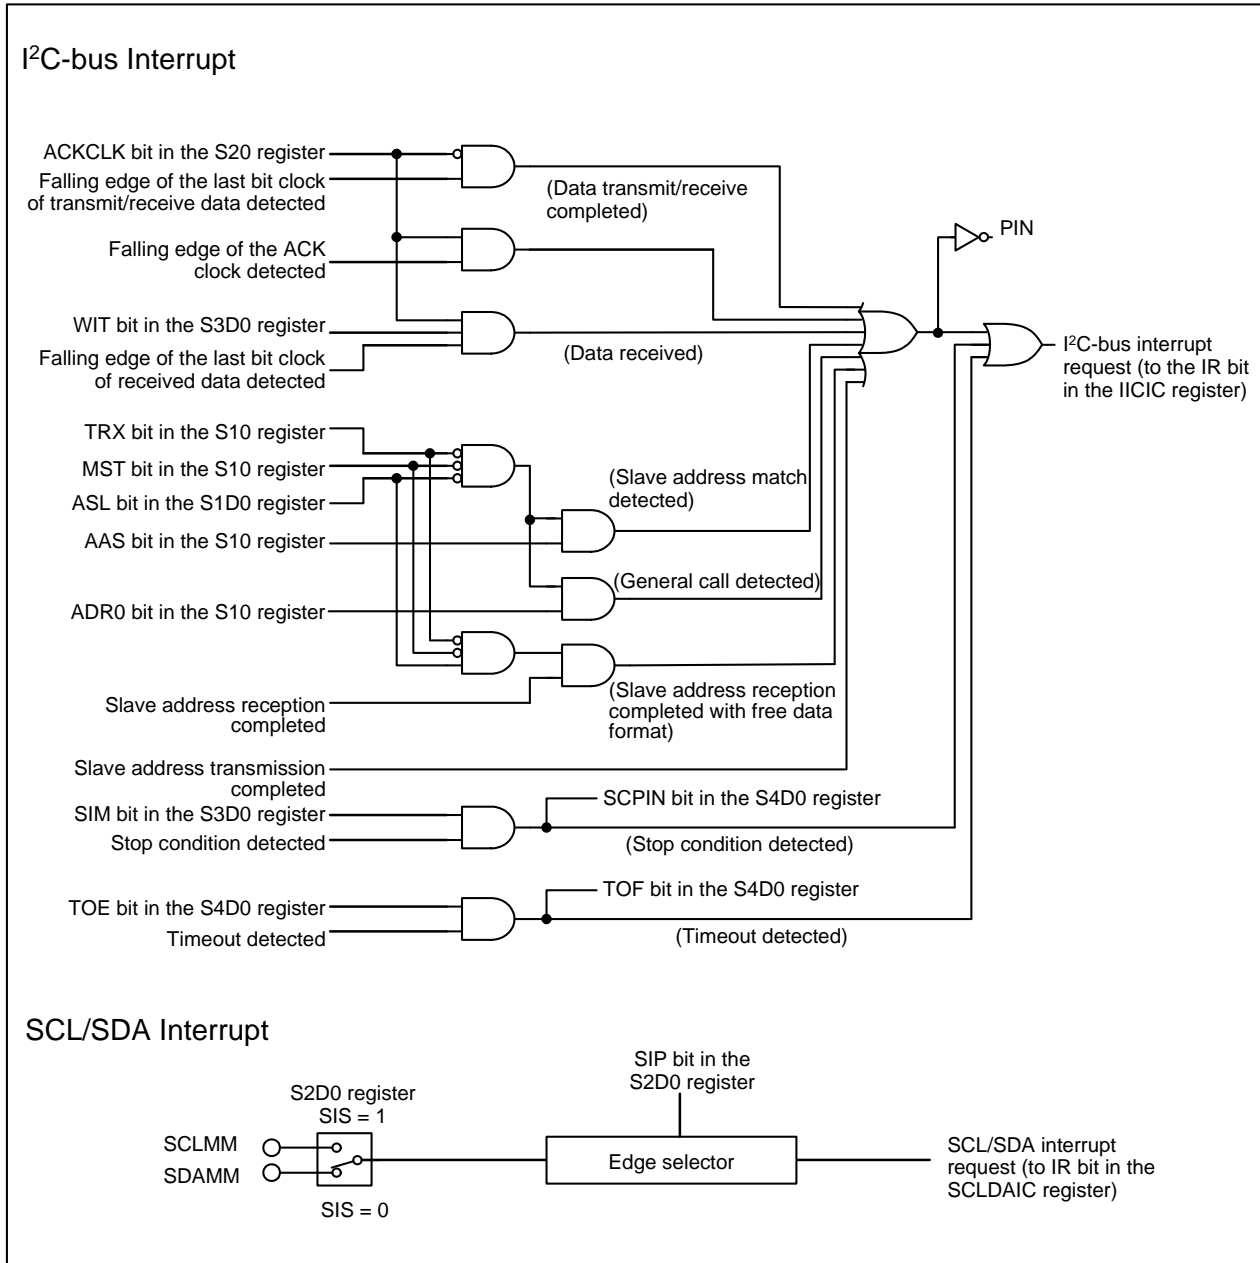 I²C-bus Interrupt
ACKCLK bit in the S20 register
Falling edge of the last bit clock
of transmit/receive data detected
(Data transmit/receive
completed)
PIN
Falling edge of the ACK
clock detected
WIT bit in the S3D0 register
Falling edge of the last bit clock
of received data detected
(Data received)
I²C-bus interrupt
request (to the IR bit
in the IICIC register)
TRX bit in the S10 register
MST bit in the S10 register
ASL bit in the S1D0 register
AAS bit in the S10 register
(Slave address match
detected)
(General call detected)
ADR0 bit in the S10 register
Slave address reception
completed
(Slave address reception
completed with free data
format)
Slave address transmission
completed
SIM bit in the S3D0 register
Stop condition detected
SCPIN bit in the S4D0 register
(Stop condition detected)
TOE bit in the S4D0 register
Timeout detected
TOF bit in the S4D0 register
(Timeout detected)
SCL/SDA Interrupt
S2D0 register
SIS = 1
SCLMM
SDAMM
SIS = 0
SIP bit in the
S2D0 register
Edge selector
SCL/SDA interrupt
request (to IR bit in the
SCLDAIC register)